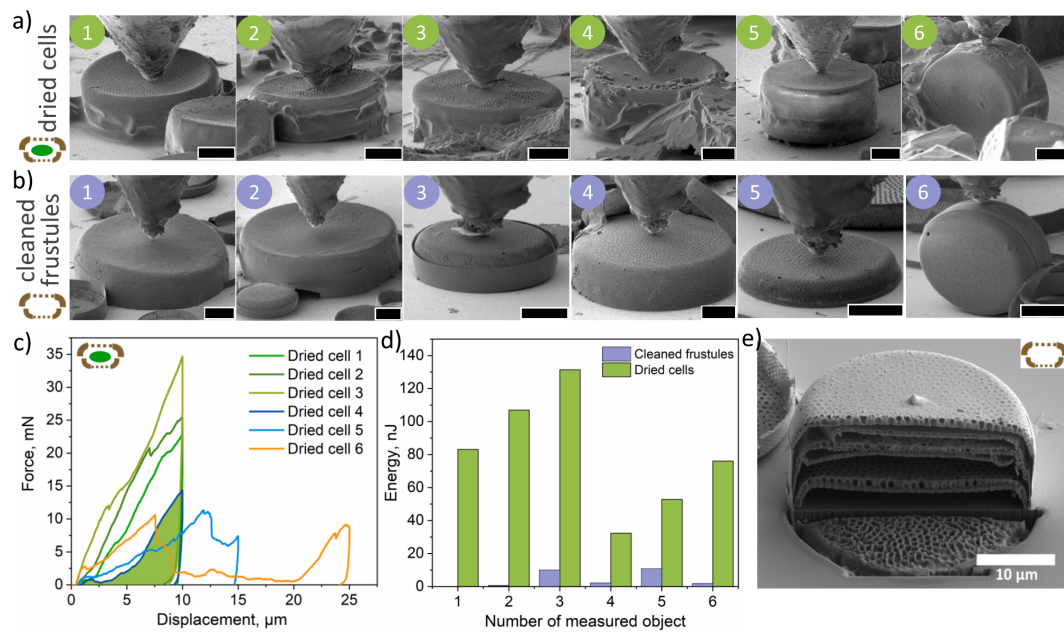 a)
dried cells
1
2
3
4
5
6
b)
cleaned
frustules
1
2
3
4
5
6
c)
Force, mN
35
30
25
20
15
10
5
0
0
5
10
15
20
25
Displacement, µm
Dried cell 1
Dried cell 2
Dried cell 3
Dried cell 4
Dried cell 5
Dried cell 6
d)
Energy, nJ
140
120
100
80
60
40
20
0
1
2
3
4
5
6
Number of measured object
Cleaned frustules
Dried cells
e)
10 µm